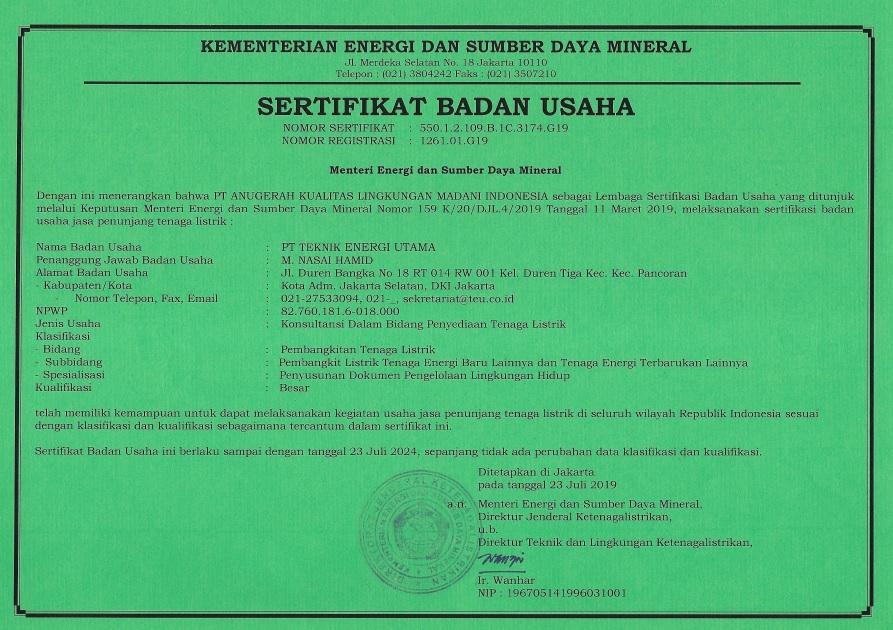 KEMENTERIAN ENERGI DAN SUMBER DAYA MINERAL
Jl. Merdeka Selatan No. 18 Jakarta 10110
Telepon : (021) 3804242 Faks : (021) 3507210
SERTIFIKAT BADAN USAHA
NOMOR SERTIFIKAT : 550.1.2.109.B.1C.3174.G19
NOMOR REGISTRASI : 1261.01.G19
Menteri Energi dan Sumber Daya Mineral
Dengan ini menerangkan bahwa PT ANUGERAH KUALITAS LINGKUNGAN MADANI INDONESIA sebagai Lembaga Sertifikasi Badan Usaha yang ditunjuk
melalui Keputusan Menteri Energi dan Sumber Daya Mineral Nomor 159 K/20/DJL.4/2019 Tanggal 11 Maret 2019, melaksanakan sertifikasi badan
usaha jasa penunjang tenaga listrik :
Nama Badan Usaha : PT TEKNIK ENERGI UTAMA
Penanggung Jawab Badan Usaha : M. NASAI HAMID
Alamat Badan Usaha : Jl. Duren Bangka No 18 RT 014 RW 001 Kel. Duren Tiga Kec. Kec. Pancoran
- Kabupaten/Kota : Kota Adm. Jakarta Selatan, DKI Jakarta
- Nomor Telepon, Fax, Email : 021-27533094, 021-_, sekretariat@teu.co.id
NPWP : 82.760.181.6-018.000
Jenis Usaha : Konsultansi Dalam Bidang Penyediaan Tenaga Listrik
Klasifikasi
- Bidang : Pembangkitan Tenaga Listrik
- Subbidang : Pembangkit Listrik Tenaga Energi Baru Lainnya dan Tenaga Energi Terbarukan Lainnya
- Spesialisasi : Penyusunan Dokumen Pengelolaan Lingkungan Hidup
Kualifikasi : Besar
telah memiliki kemampuan untuk dapat melaksanakan kegiatan usaha jasa penunjang tenaga listrik di seluruh wilayah Republik Indonesia sesuai
dengan klasifikasi dan kualifikasi sebagaimana tercantum dalam sertifikat ini.
Sertifikat Badan Usaha ini berlaku sampai dengan tanggal 23 Juli 2024, sepanjang tidak ada perubahan data klasifikasi dan kualifikasi.
Ditetapkan di Jakarta
pada tanggal 23 Juli 2019
a.n. Menteri Energi dan Sumber Daya Mineral,
Direktur Jenderal Ketenagalistrikan,
u.b.
Direktur Teknik dan Lingkungan Ketenagalistrikan,
Ir. Wanhar
NIP : 196705141996031001